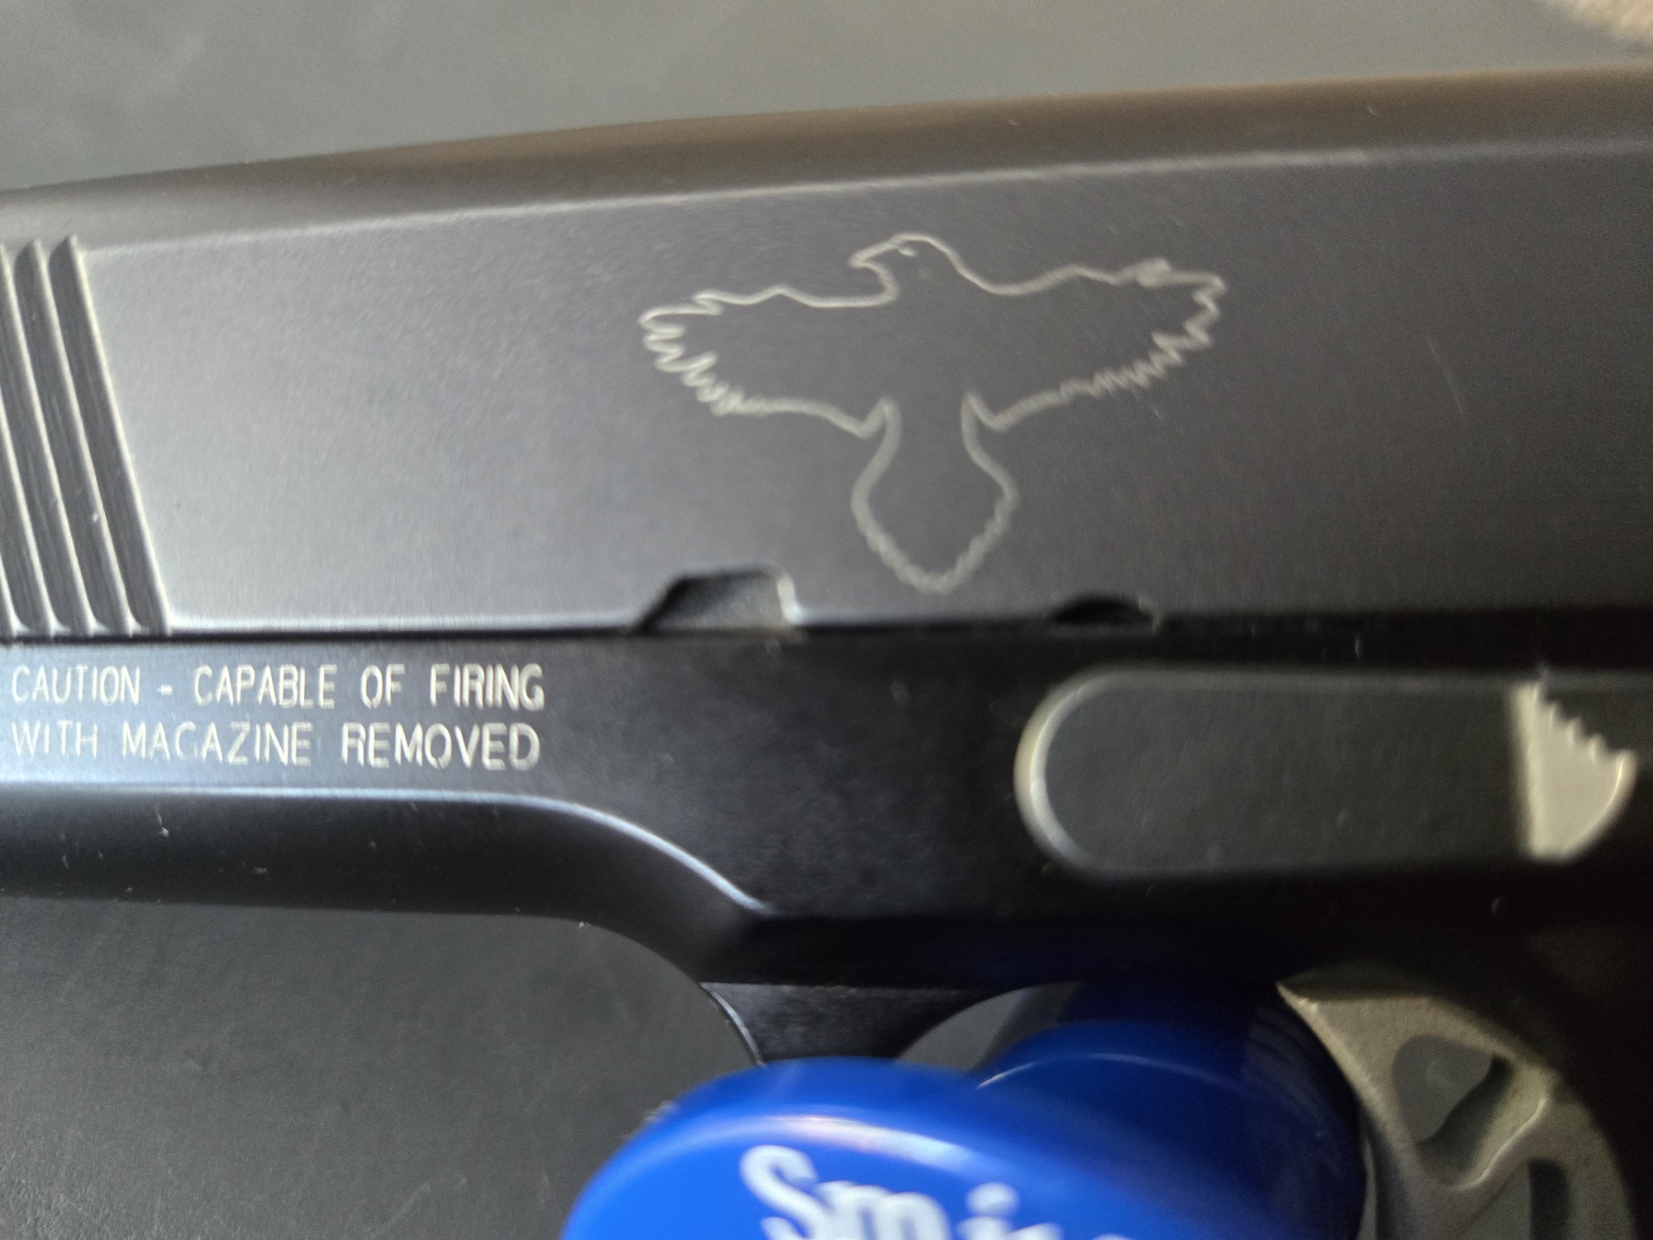 CAUTION - CAPABLE OF FIRING
WITH MAGAZINE REMOVED